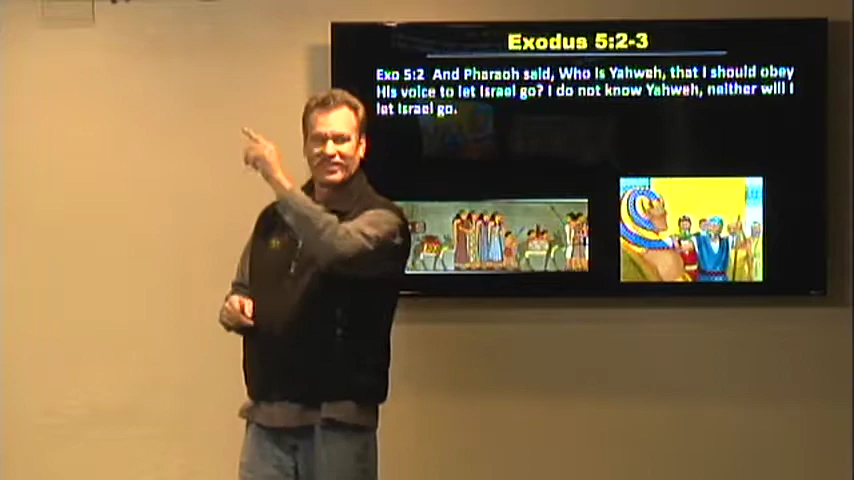 Exodus 5:2-3
Exo 5:2 And Pharaoh said, Who is Yahweh, that I should obey
His voice to let Israel go? I do not know Yahweh, neither will I
let Israel go.